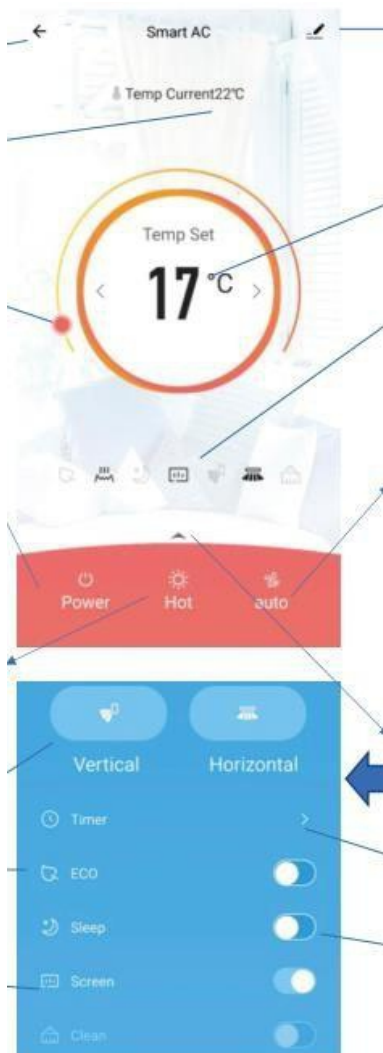 Smart AC
Temp Current22℃
Temp Set
17 °C
Power Hot auto
Vertical Horizontal
Timer
ECO
Sleep
Screen
Clean